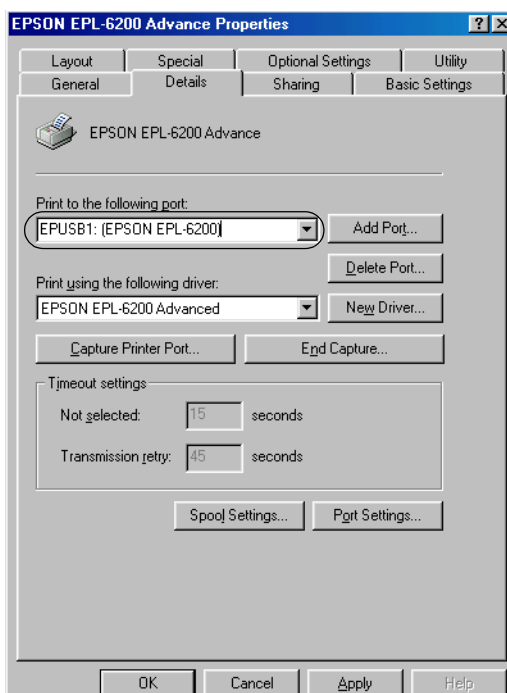 EPSON EPL-6200 Advance Properties
Layout Special Optional Settings Utility
General Details Sharing Basic Settings
EPSON EPL-6200 Advance
Print to the following port:
EPUSB1: (EPSON EPL-6200)
Add Port...
Delete Port...
Print using the following driver:
EPSON EPL-6200 Advanced
New Driver...
Capture Printer Port... End Capture...
Timeout settings
Not selected: 15 seconds
Transmission retry: 45 seconds
Spool Settings... Port Settings...
OK Cancel Apply Help